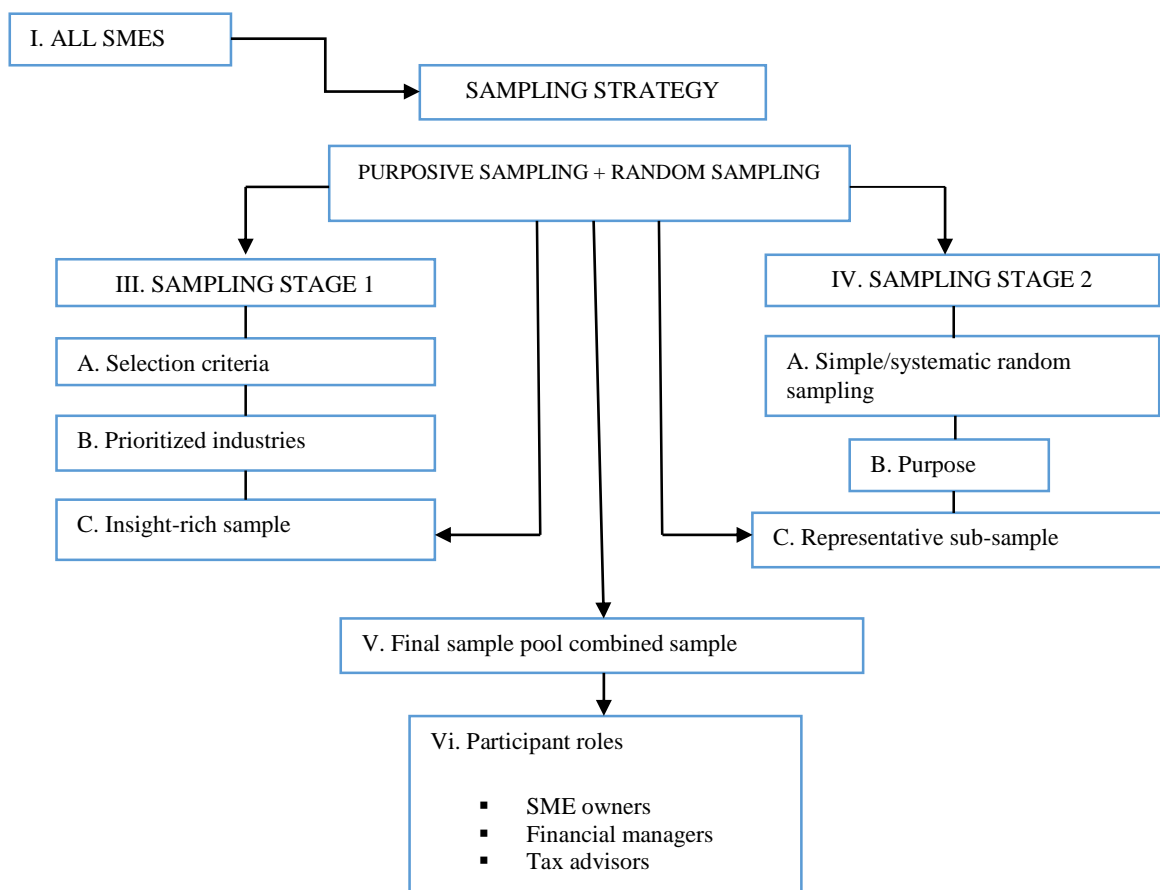 I. ALL SMES
SAMPLING STRATEGY
PURPOSIVE SAMPLING + RANDOM SAMPLING
III. SAMPLING STAGE 1
A. Selection criteria
B. Prioritized industries
C. Insight-rich sample
IV. SAMPLING STAGE 2
A. Simple/systematic random
sampling
B. Purpose
C. Representative sub-sample
V. Final sample pool combined sample
Vi. Participant roles
▪ SME owners
▪ Financial managers
▪ Tax advisors